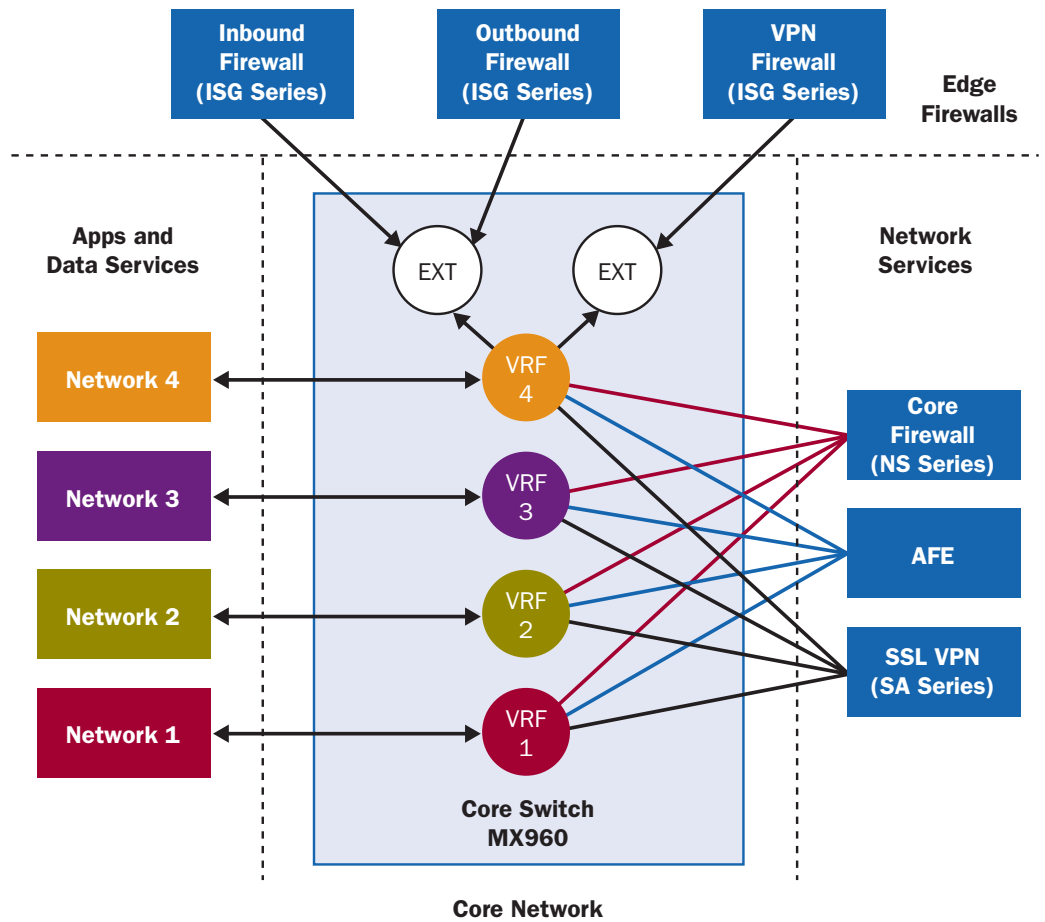 Inbound
Firewall
(ISG Series)
Outbound
Firewall
(ISG Series)
VPN
Firewall
(ISG Series)
Edge
Firewalls
Apps and
Data Services
EXT
EXT
Network
Services
Network 4
VRF
4
Core
Firewall
(NS Series)
Network 3
VRF
3
AFE
Network 2
VRF
2
SSL VPN
(SA Series)
Network 1
VRF
1
Core Switch
MX960
Core Network